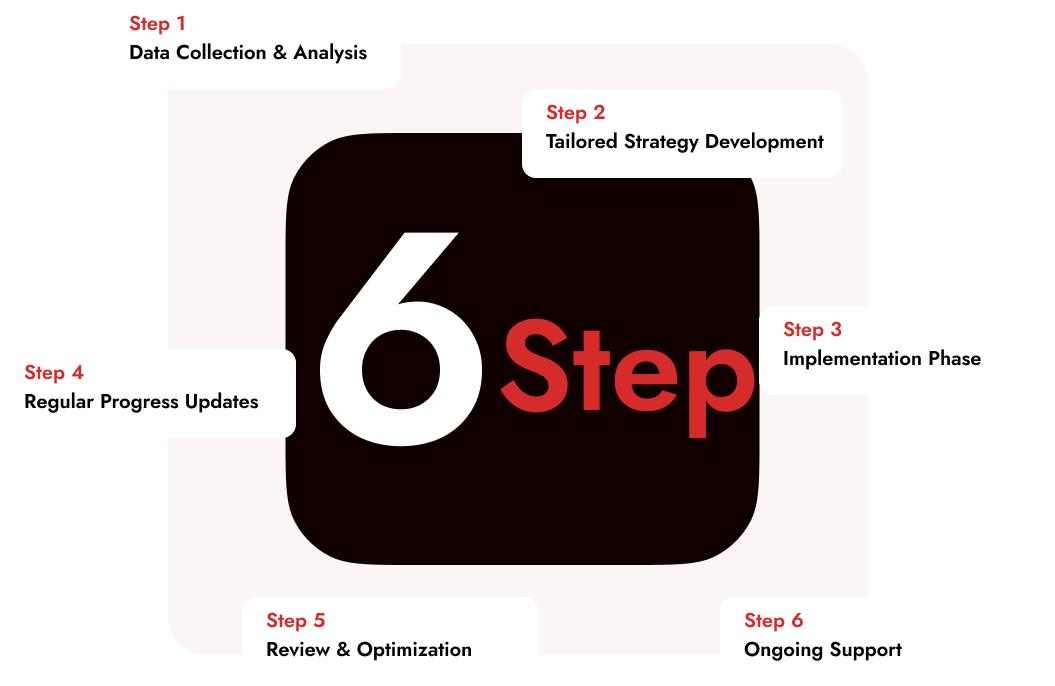 Step 1
Data Collection & Analysis
Step 2
Tailored Strategy Development
6 Step
Step 3
Implementation Phase
Step 4
Regular Progress Updates
Step 5
Review & Optimization
Step 6
Ongoing Support